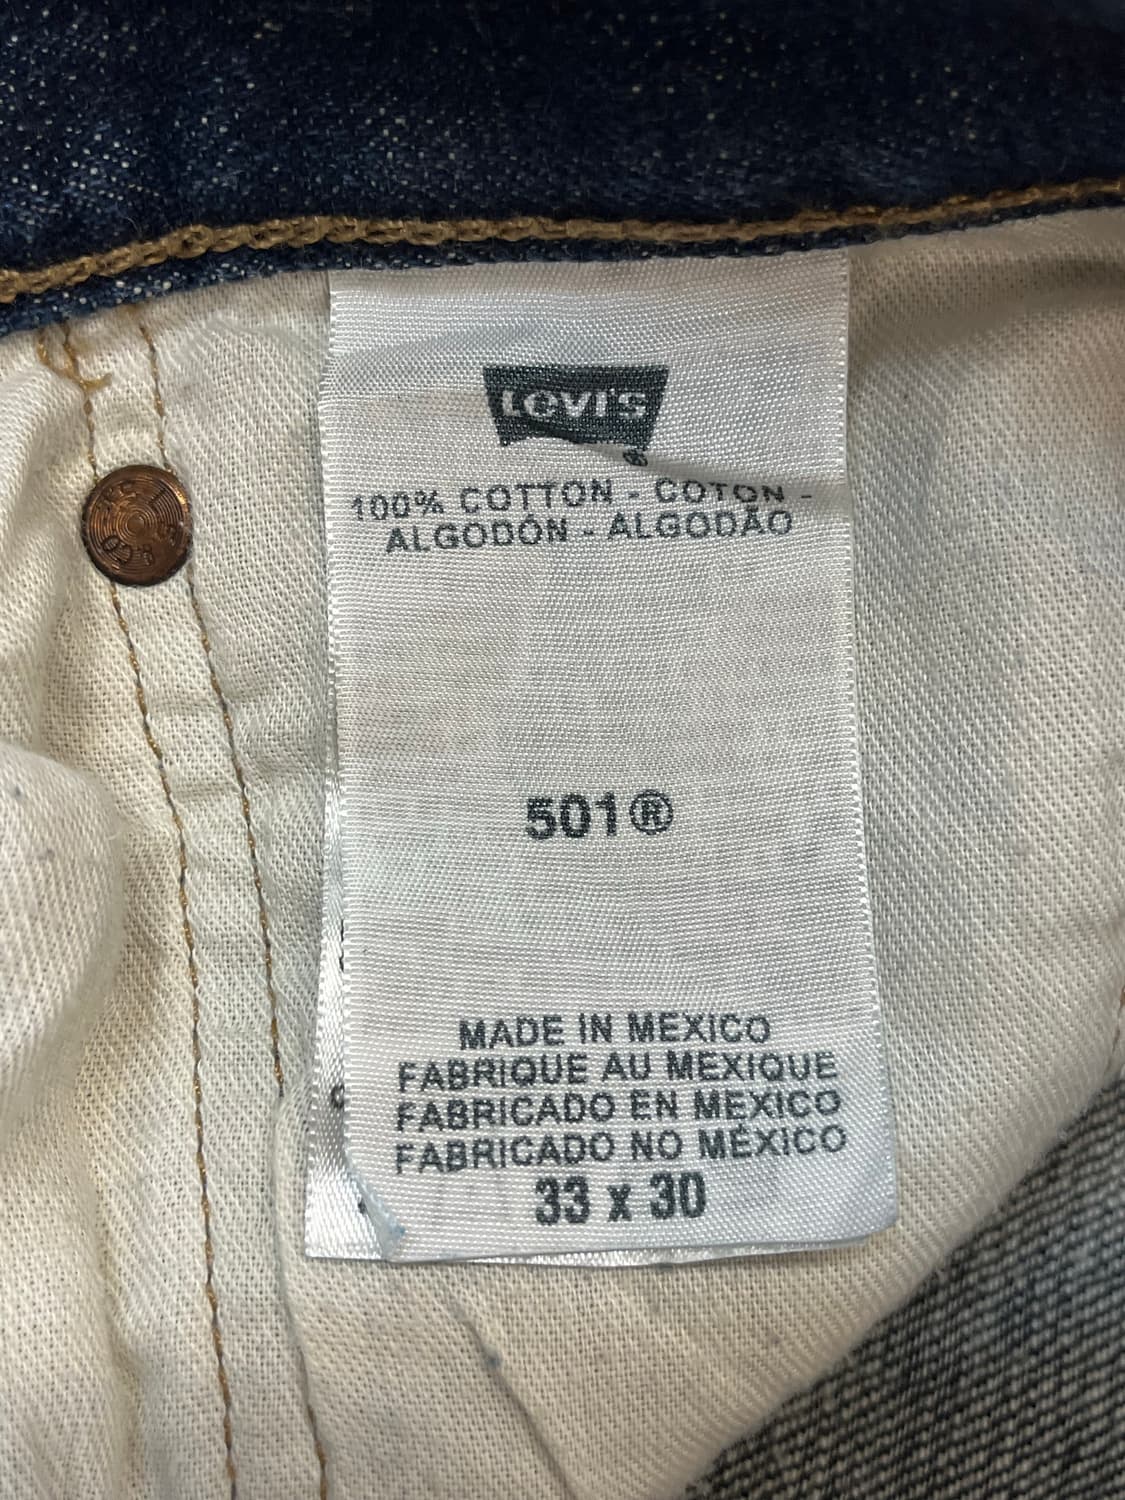 LEVI'S
®
100% COTTON - COTON -
ALGODÓN - ALGODÃO
501®
MADE IN MEXICO
FABRIQUE AU MEXIQUE
FABRICADO EN MEXICO
FABRICADO NO MÉXICO
33 x 30